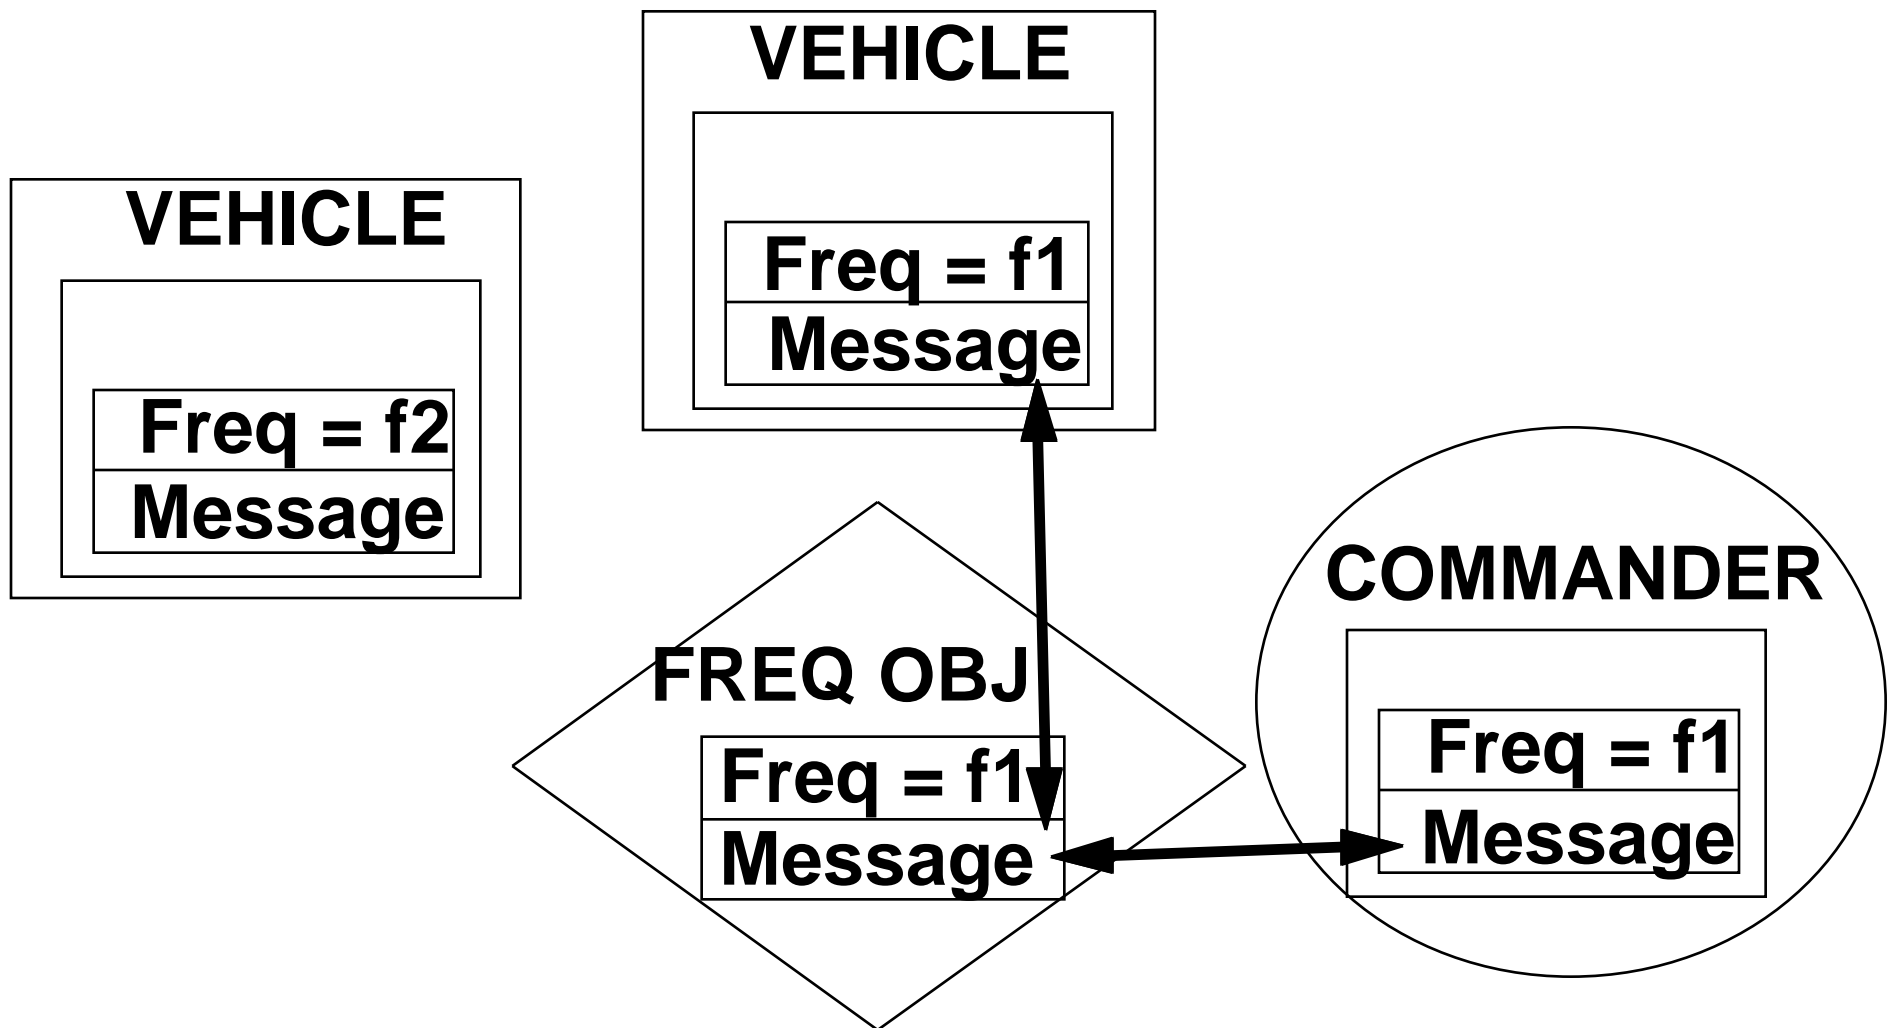 VEHICLE
Freq = f1
Message
VEHICLE
Freq = f2
Message
FREQ OBJ
Freq = f1
Message
COMMANDER
Freq = f1
Message